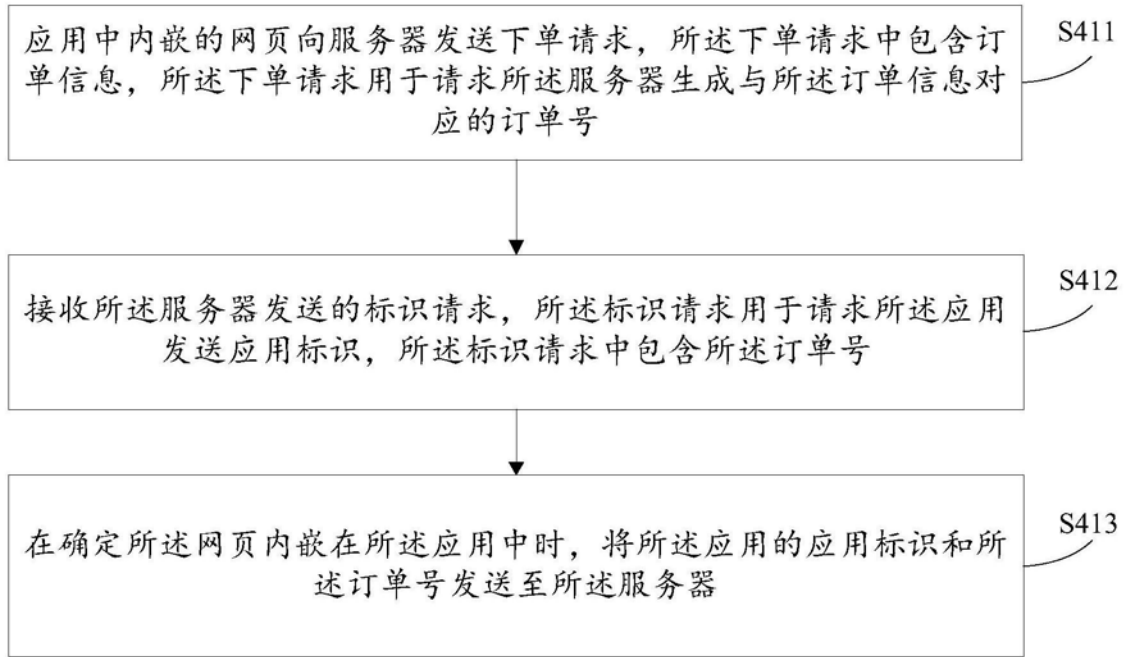 应用中内嵌的网页向服务器发送下单请求，所述下单请求中包含订
单信息，所述下单请求用于请求所述服务器生成与所述订单信息对
应的订单号
S411
接收所述服务器发送的标识请求，所述标识请求用于请求所述应用
发送应用标识，所述标识请求中包含所述订单号
S412
在确定所述网页内嵌在所述应用中时，将所述应用的应用标识和所
述订单号发送至所述服务器
S413